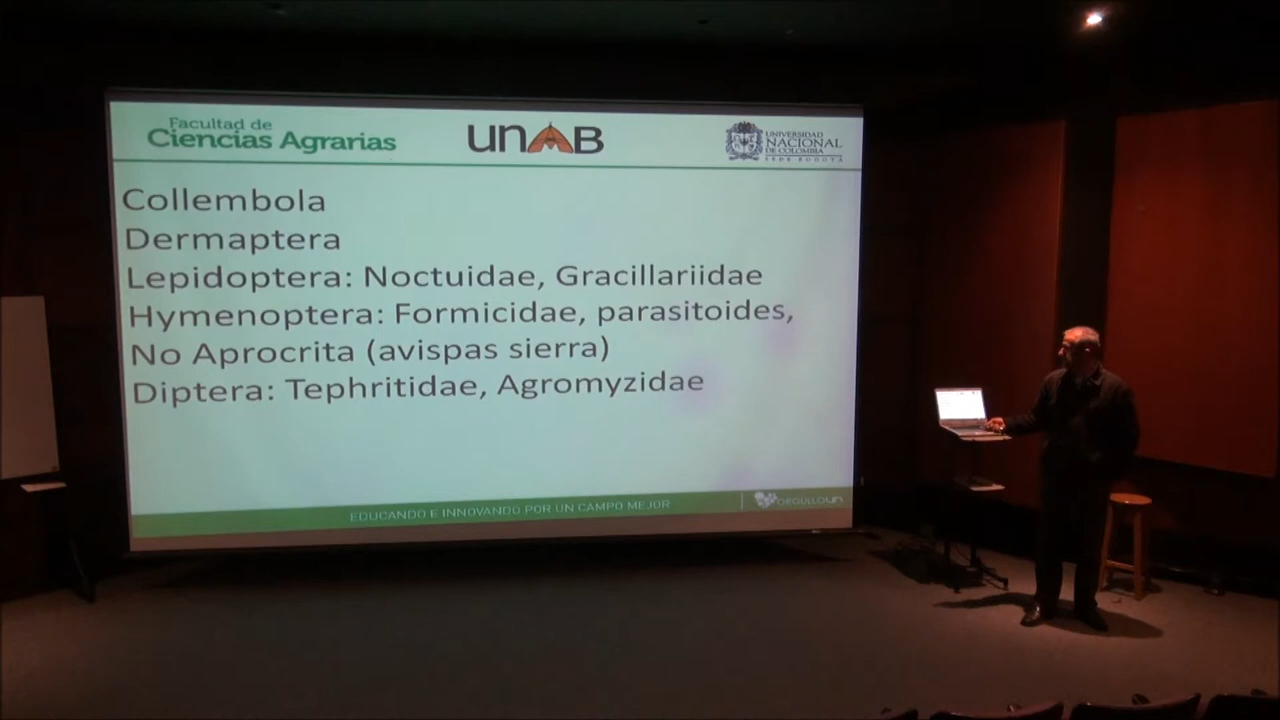 Facultad de
Ciencias Agrarias
UNAB
UNIVERSIDAD
NACIONAL
DE COLOMBIA
SEDE BOGOTÁ
Collembola
Dermaptera
Lepidoptera: Noctuidae, Gracillariidae
Hymenoptera: Formicidae, parasitoides,
No Aprocrita (avispas sierra)
Diptera: Tephritidae, Agromyzidae
EDUCANDO E INNOVANDO POR UN CAMPO MEJOR
ORGULLOUN